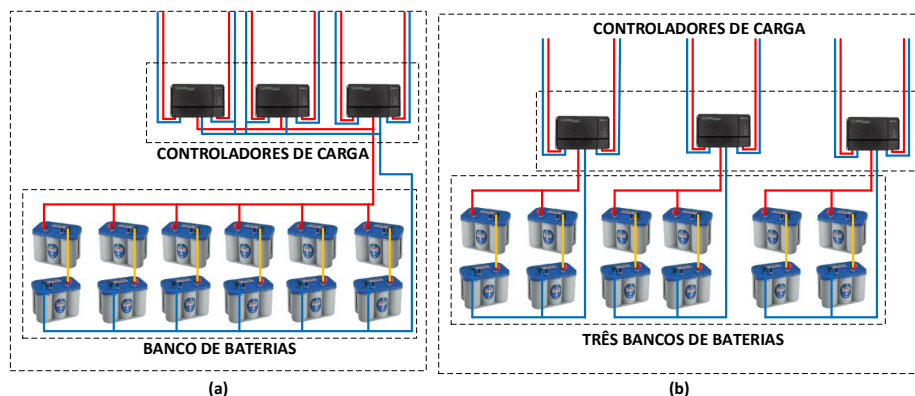 CONTROLADORES DE CARGA
BANCO DE BATERIAS
(a)
CONTROLADORES DE CARGA
TRÊS BANCOS DE BATERIAS
(b)